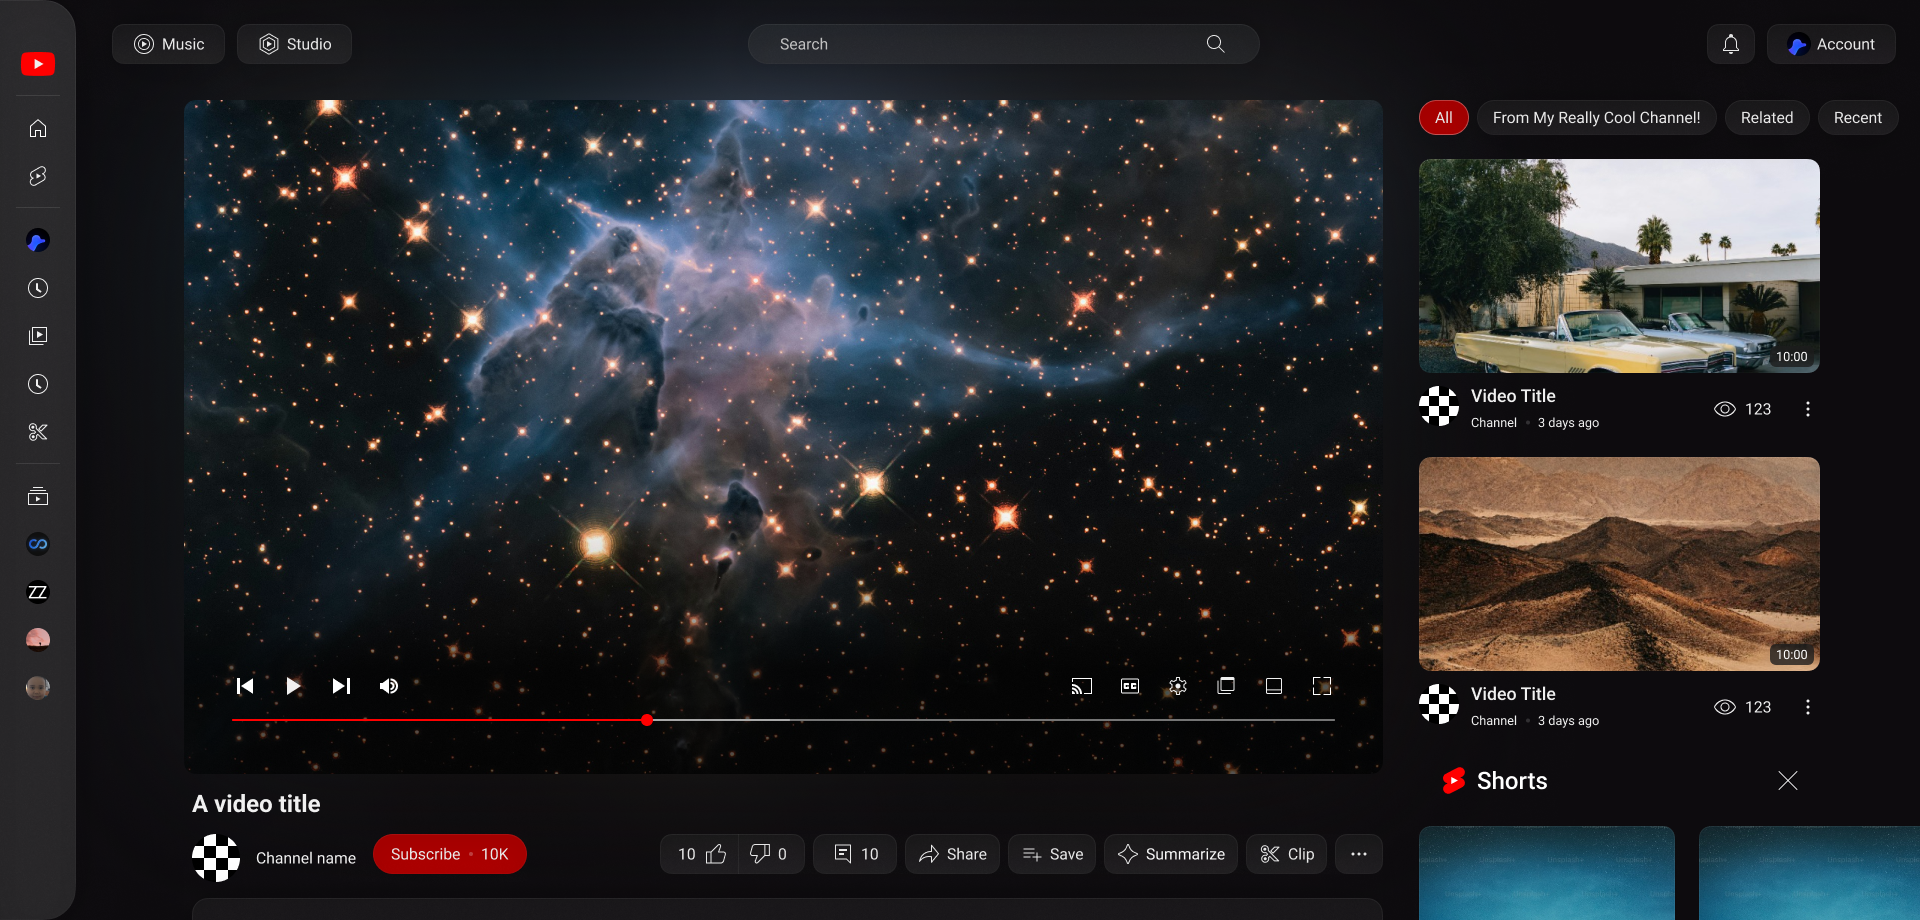 Music
Studio
Search
Account
All
From My Really Cool Channel!
Related
Recent
10:00
Video Title
Channel • 3 days ago
123
10:00
Video Title
Channel • 3 days ago
123
Shorts
ZZ
CC
A video title
Channel name
Subscribe • 10K
10
0
10
Share
Save
Summarize
Clip